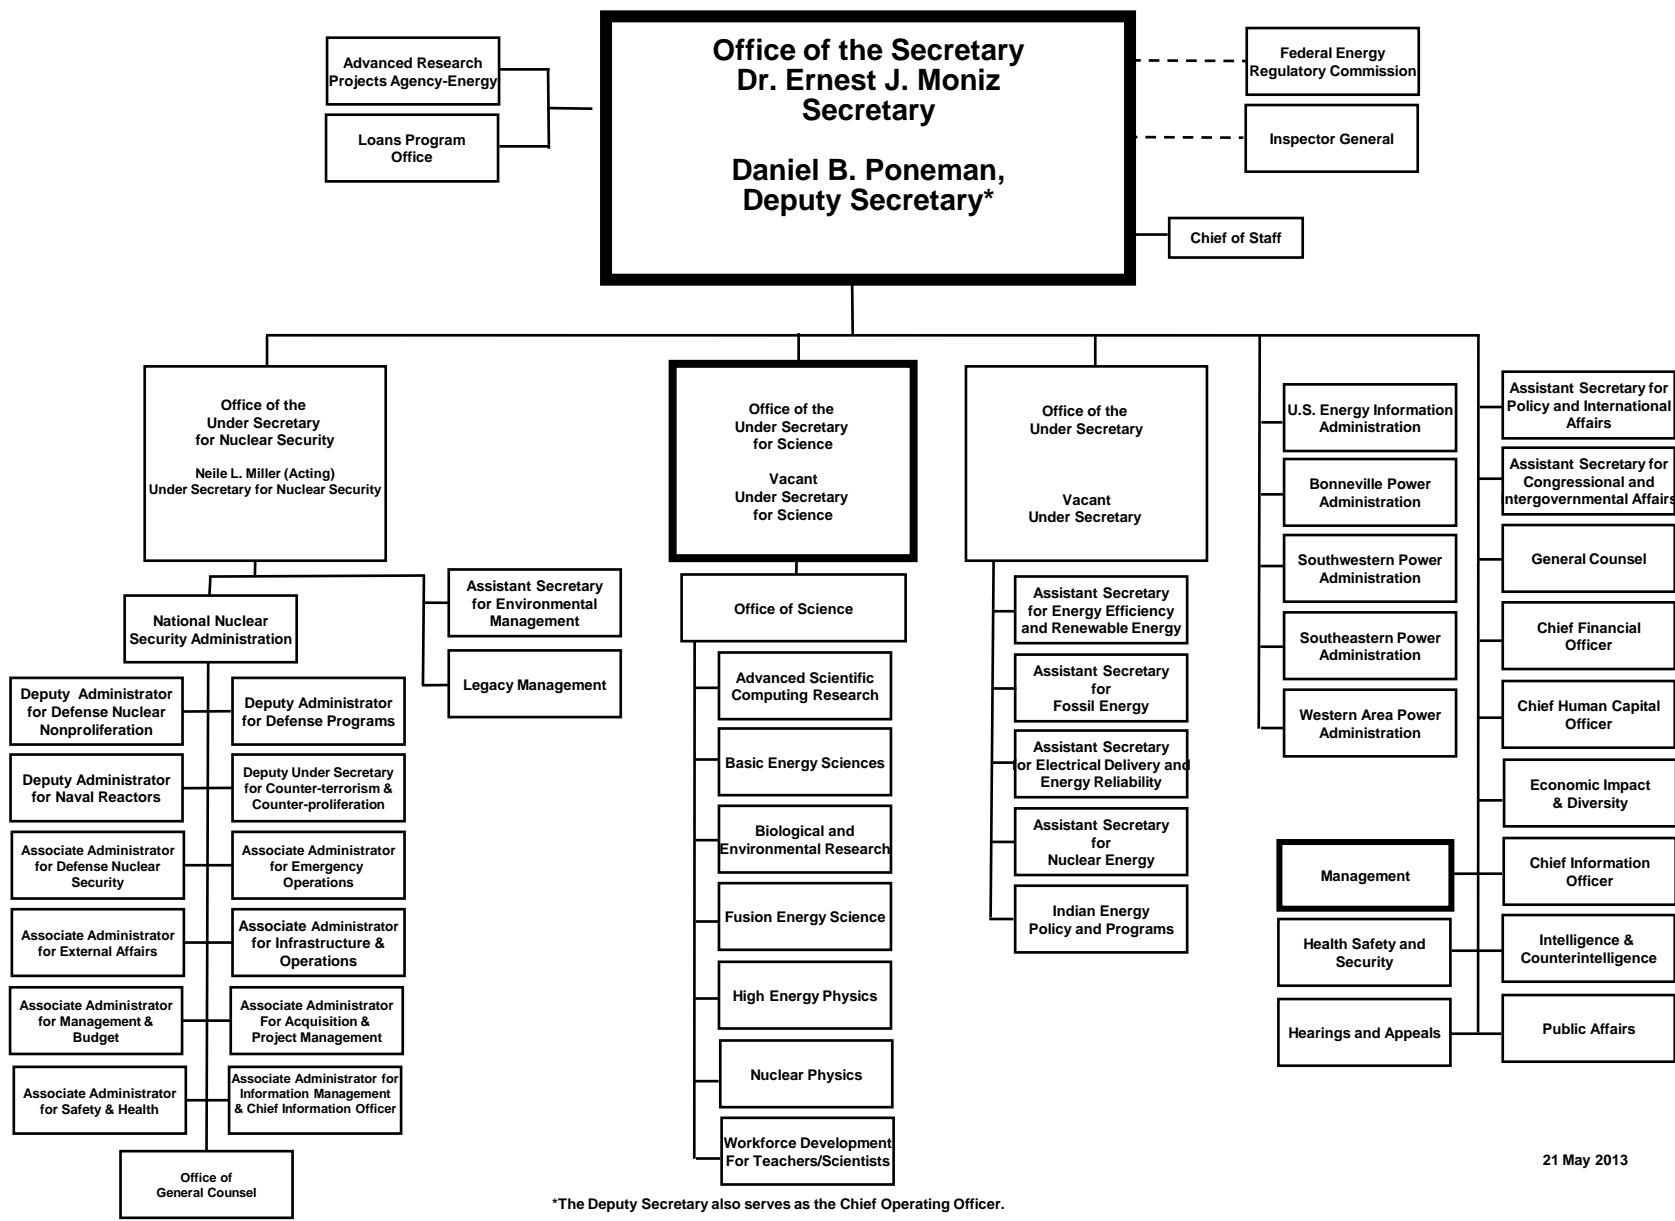 Office of the Secretary
Dr. Ernest J. Moniz
Secretary
Daniel B. Poneman,
Deputy Secretary*
Advanced Research
Projects Agency-Energy
Loans Program
Office
Federal Energy
Regulatory Commission
Inspector General
Chief of Staff
Office of the
Under Secretary
for Nuclear Security
Neile L. Miller (Acting)
Under Secretary for Nuclear Security
National Nuclear
Security Administration
Assistant Secretary
for Environmental
Management
Legacy Management
Deputy Administrator
for Defense Nuclear
Nonproliferation
Deputy Administrator
for Defense Programs
Deputy Administrator
for Naval Reactors
Deputy Under Secretary
for Counter-terrorism &
Counter-proliferation
Associate Administrator
for Defense Nuclear
Security
Associate Administrator
for Emergency
Operations
Associate Administrator
for External Affairs
Associate Administrator
for Infrastructure &
Operations
Associate Administrator
for Management &
Budget
Associate Administrator
For Acquisition &
Project Management
Associate Administrator
for Safety & Health
Associate Administrator for
Information Management
& Chief Information Officer
Office of
General Counsel
Office of the
Under Secretary
for Science
Vacant
Under Secretary
for Science
Office of Science
Advanced Scientific
Computing Research
Basic Energy Sciences
Biological and
Environmental Research
Fusion Energy Science
High Energy Physics
Nuclear Physics
Workforce Development
For Teachers/Scientists
Office of the
Under Secretary
Vacant
Under Secretary
Assistant Secretary
for Energy Efficiency
and Renewable Energy
Assistant Secretary
for
Fossil Energy
Assistant Secretary
or Electrical Delivery and
Energy Reliability
Assistant Secretary
for
Nuclear Energy
Indian Energy
Policy and Programs
U.S. Energy Information
Administration
Bonneville Power
Administration
Southwestern Power
Administration
Southeastern Power
Administration
Western Area Power
Administration
Assistant Secretary for
Policy and International
Affairs
Assistant Secretary for
Congressional and
ntergovernmental Affairs
General Counsel
Chief Financial
Officer
Chief Human Capital
Officer
Economic Impact
& Diversity
Management
Chief Information
Officer
Health Safety and
Security
Intelligence &
Counterintelligence
Hearings and Appeals
Public Affairs
21 May 2013
*The Deputy Secretary also serves as the Chief Operating Officer.